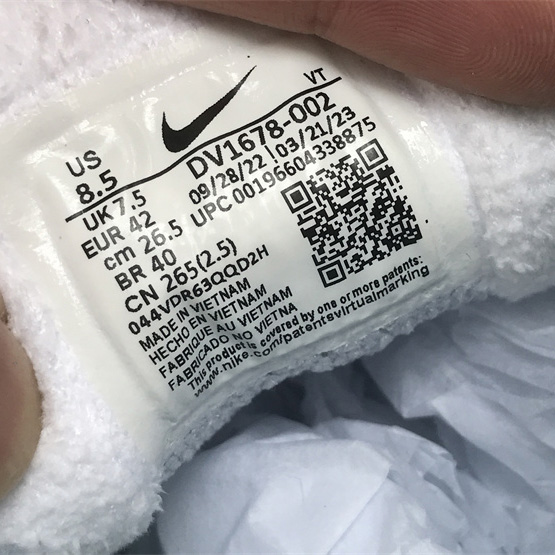 VT
US
8.5
DV1678-002
09/28/22 03/21/23
UPC 00196604338875
UK 7.5
EUR 42
cm 26.5
BR 40
CN 265(2.5)
044VDR63QQD2H
MADE IN VIETNAM
HECHO EN VIETNAM
FABRIQUE AU VIETNAM
FABRICADO NO VIETNA
This product is covered by one or more patents:
www.nike.com/patentsvirtualmarking